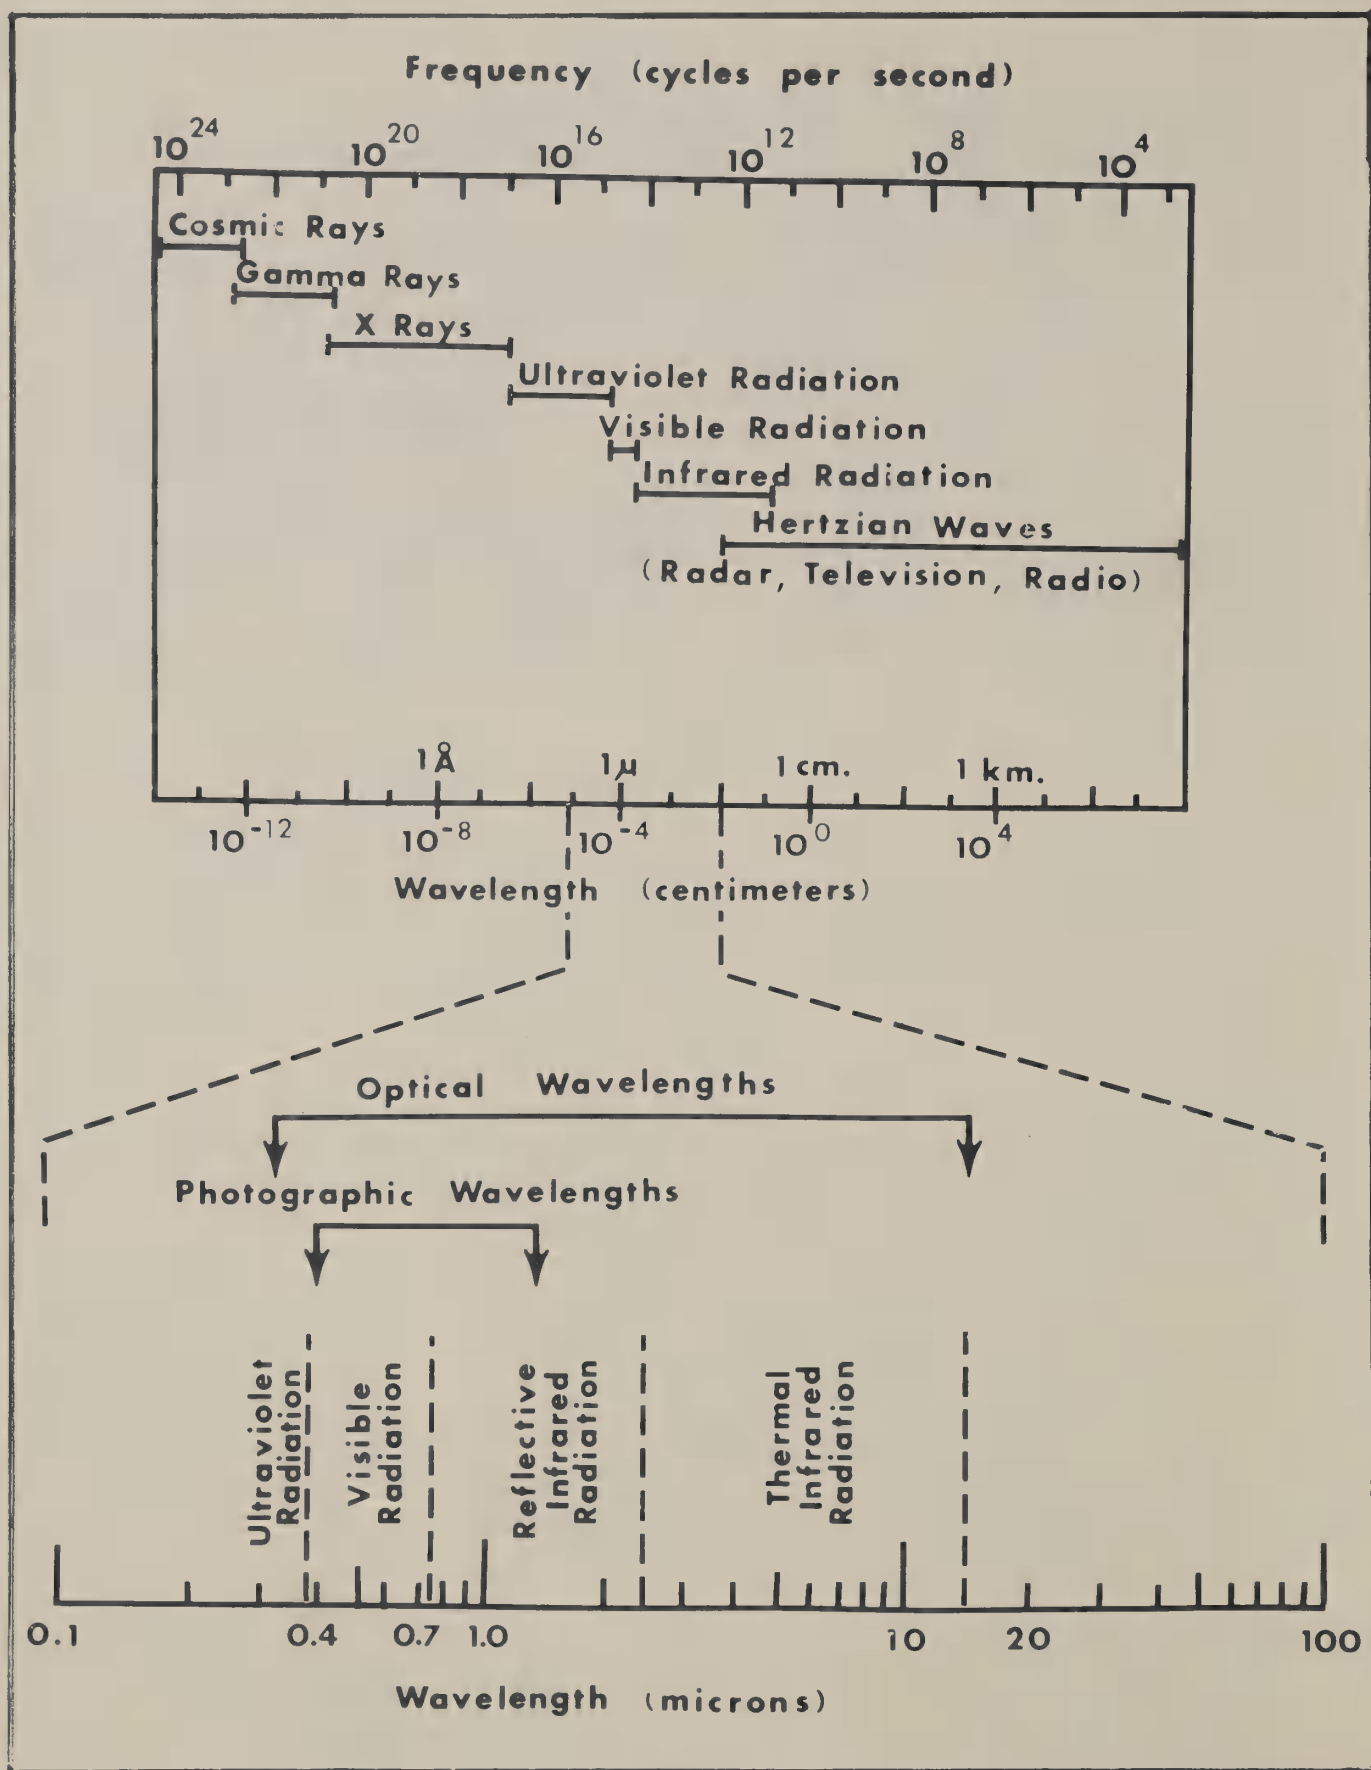 Frequency (cycles per second)
10^24 10^20 10^16 10^12 10^8 10^4
Cosmic Rays
Gamma Rays
X Rays
Ultraviolet Radiation
Visible Radiation
Infrared Radiation
Hertzian Waves
(Radar, Television, Radio)
1 Å 1 μ 1 cm. 1 km.
10^-12 10^-8 10^-4 10^0 10^4
Wavelength (centimeters)
Optical Wavelengths
Photographic Wavelengths
Ultraviolet
Radiation
Visible
Radiation
Reflective
Infrared
Radiation
Thermal
Infrared
Radiation
0.1 0.4 0.7 1.0 10 20 100
Wavelength (microns)